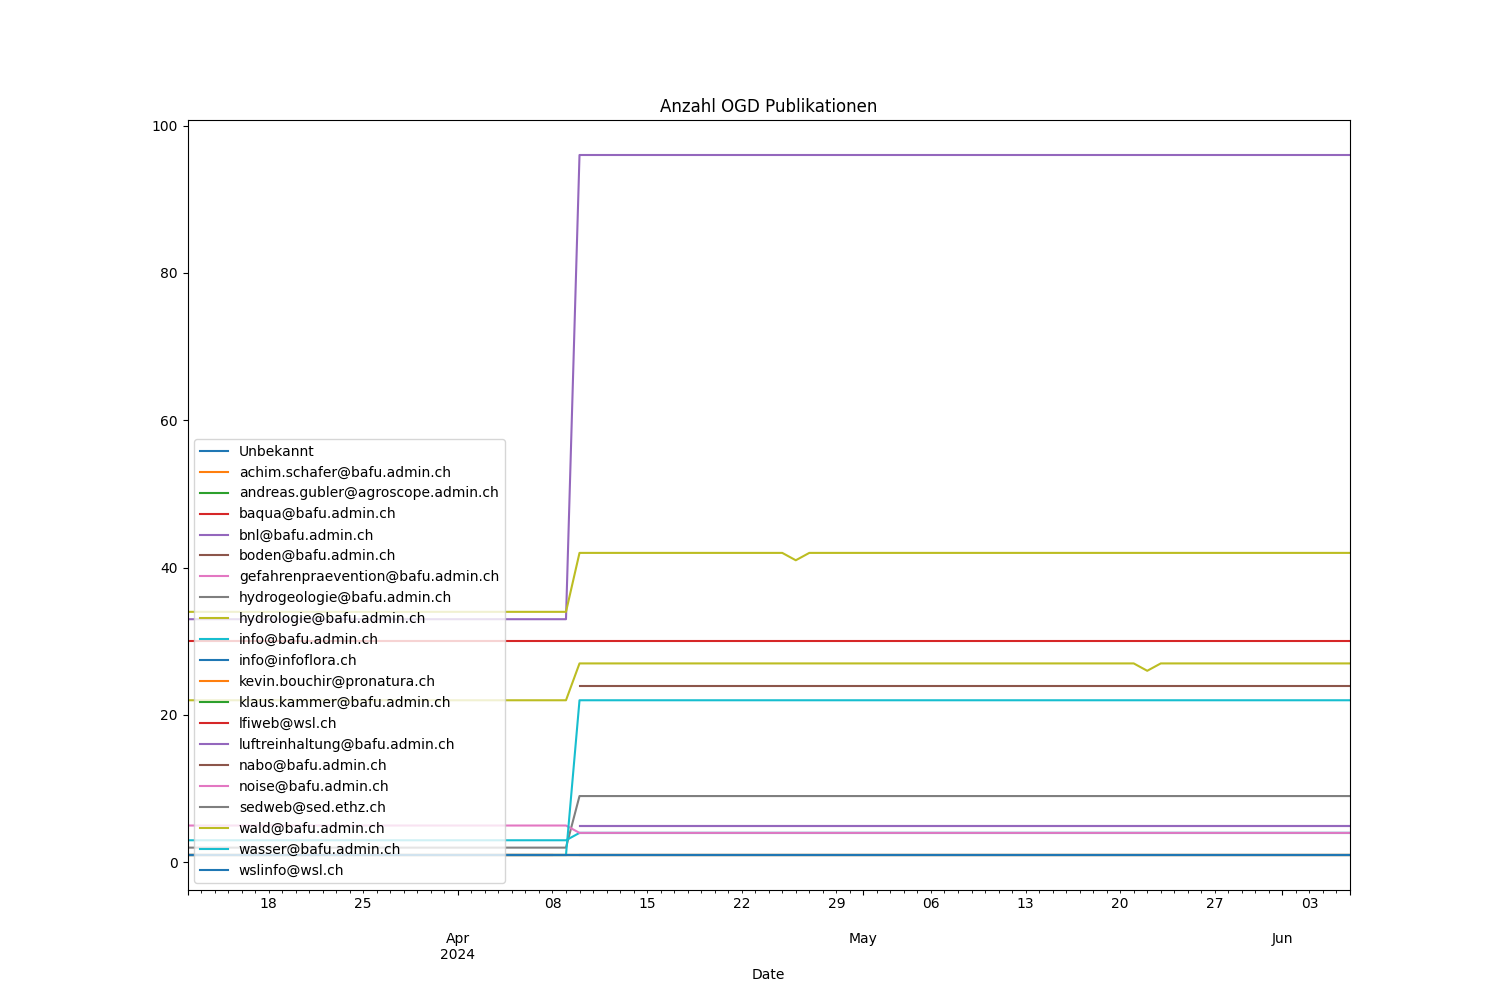 Anzahl OGD Publikationen
100
80
60
40
20
0
Unbekannt
achim.schafer@bafu.admin.ch
andreas.gubler@agroscope.admin.ch
baqua@bafu.admin.ch
bnl@bafu.admin.ch
boden@bafu.admin.ch
gefahrenpraevention@bafu.admin.ch
hydrogeologie@bafu.admin.ch
hydrologie@bafu.admin.ch
info@bafu.admin.ch
info@infoflora.ch
kevin.bouchir@pronatura.ch
klaus.kammer@bafu.admin.ch
lfiweb@wsl.ch
luftreinhaltung@bafu.admin.ch
nabo@bafu.admin.ch
noise@bafu.admin.ch
sedweb@sed.ethz.ch
wald@bafu.admin.ch
wasser@bafu.admin.ch
wslinfo@wsl.ch
18 25 08 15 22 29 06 13 20 27 03
Apr May Jun
2024
Date